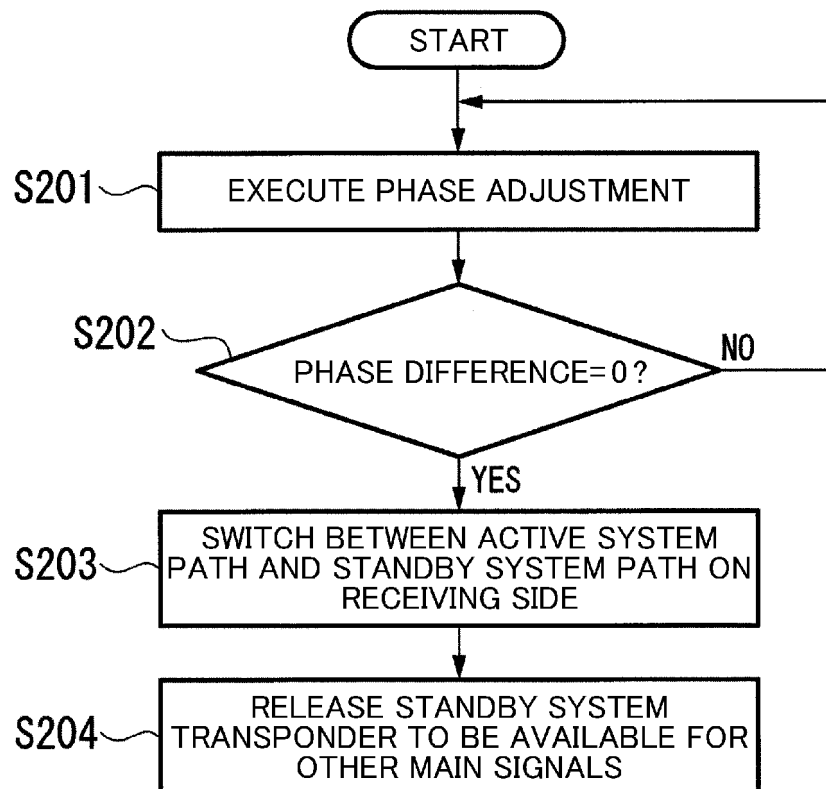 START
S201
EXECUTE PHASE ADJUSTMENT
S202
PHASE DIFFERENCE=0?
NO
YES
S203
SWITCH BETWEEN ACTIVE SYSTEM
PATH AND STANDBY SYSTEM PATH ON
RECEIVING SIDE
S204
RELEASE STANDBY SYSTEM
TRANSPONDER TO BE AVAILABLE FOR
OTHER MAIN SIGNALS